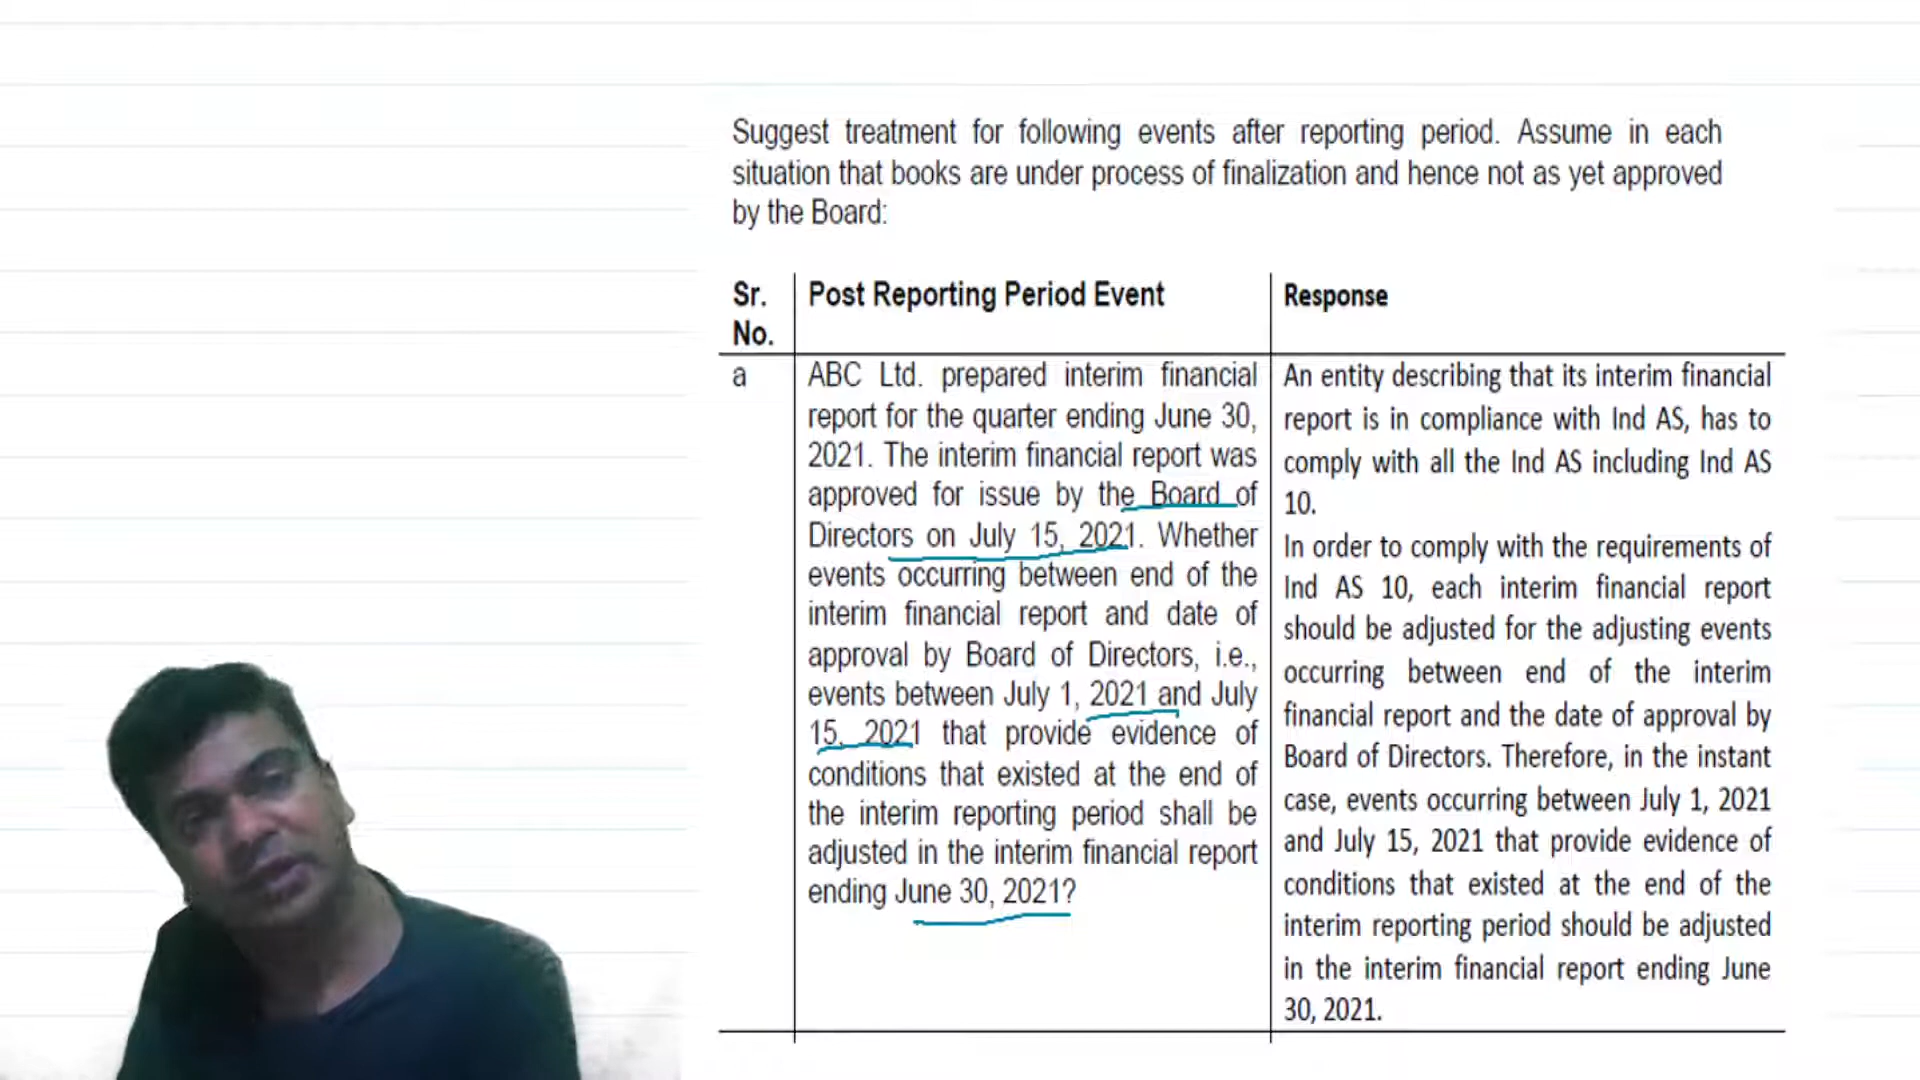 Suggest treatment for following events after reporting period. Assume in each
situation that books are under process of finalization and hence not as yet approved
by the Board:
Sr.
No.
Post Reporting Period Event
Response
a
ABC Ltd. prepared interim financial
report for the quarter ending June 30,
2021. The interim financial report was
approved for issue by the Board of
Directors on July 15, 2021. Whether
events occurring between end of the
interim financial report and date of
approval by Board of Directors, i.e.,
events between July 1, 2021 and July
15, 2021 that provide evidence of
conditions that existed at the end of
the interim reporting period shall be
adjusted in the interim financial report
ending June 30, 2021?
An entity describing that its interim financial
report is in compliance with Ind AS, has to
comply with all the Ind AS including Ind AS
10.
In order to comply with the requirements of
Ind AS 10, each interim financial report
should be adjusted for the adjusting events
occurring between end of the interim
financial report and the date of approval by
Board of Directors. Therefore, in the instant
case, events occurring between July 1, 2021
and July 15, 2021 that provide evidence of
conditions that existed at the end of the
interim reporting period should be adjusted
in the interim financial report ending June
30, 2021.